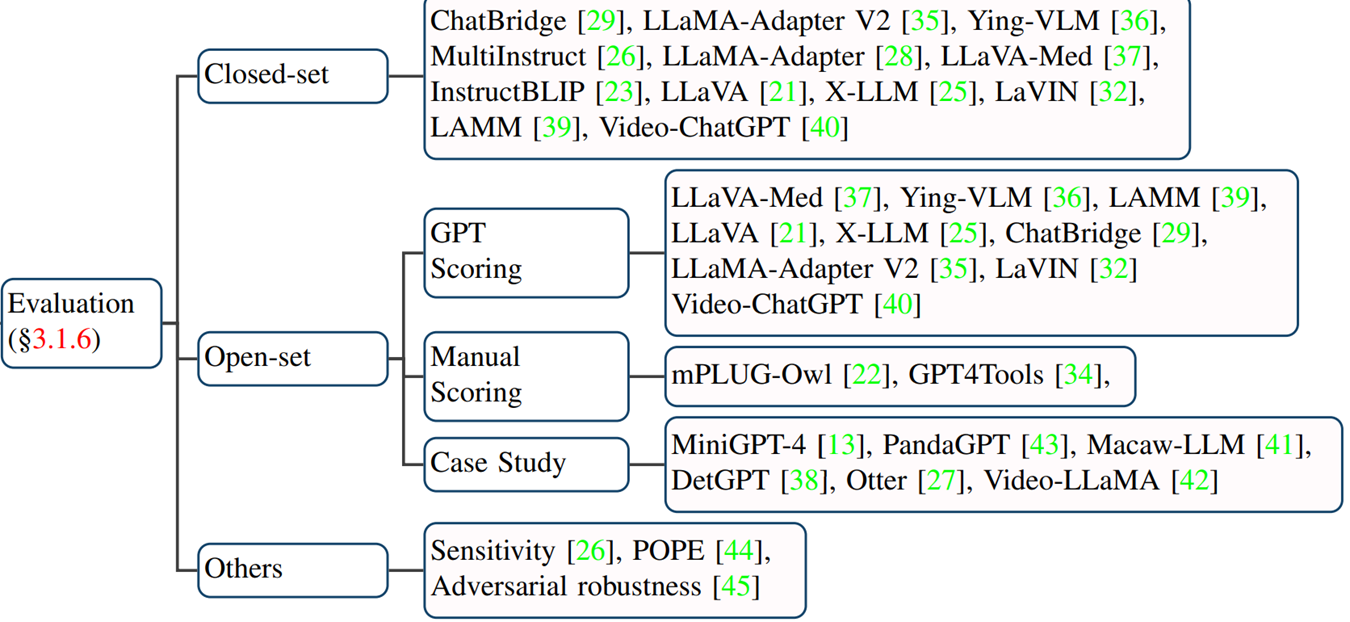 Evaluation
(§3.1.6)
Closed-set
ChatBridge [29], LLaMA-Adapter V2 [35], Ying-VLM [36],
MultiInstruct [26], LLaMA-Adapter [28], LLaVA-Med [37],
InstructBLIP [23], LLaVA [21], X-LLM [25], LaVIN [32],
LAMM [39], Video-ChatGPT [40]
Open-set
GPT
Scoring
LLaVA-Med [37], Ying-VLM [36], LAMM [39],
LLaVA [21], X-LLM [25], ChatBridge [29],
LLaMA-Adapter V2 [35], LaVIN [32]
Video-ChatGPT [40]
Manual
Scoring
mPLUG-Owl [22], GPT4Tools [34],
Case Study
MiniGPT-4 [13], PandaGPT [43], Macaw-LLM [41],
DetGPT [38], Otter [27], Video-LLaMA [42]
Others
Sensitivity [26], POPE [44],
Adversarial robustness [45]